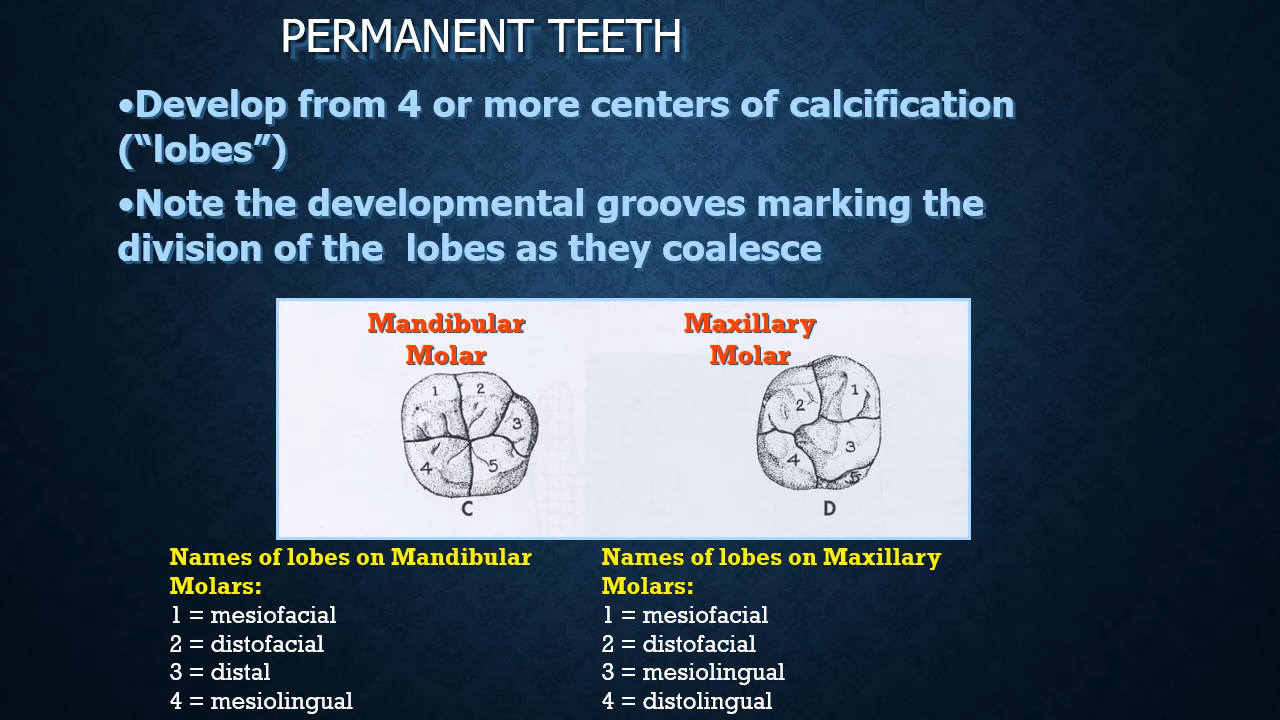 PERMANENT TEETH
•Develop from 4 or more centers of calcification
(“lobes”)
•Note the developmental grooves marking the
division of the  lobes as they coalesce
Mandibular
Molar
Maxillary
Molar
1 2 3 4 5
C
1 2 3 4 5
D
Names of lobes on Mandibular
Molars:
1 = mesiofacial
2 = distofacial
3 = distal
4 = mesiolingual
Names of lobes on Maxillary
Molars:
1 = mesiofacial
2 = distofacial
3 = mesiolingual
4 = distolingual